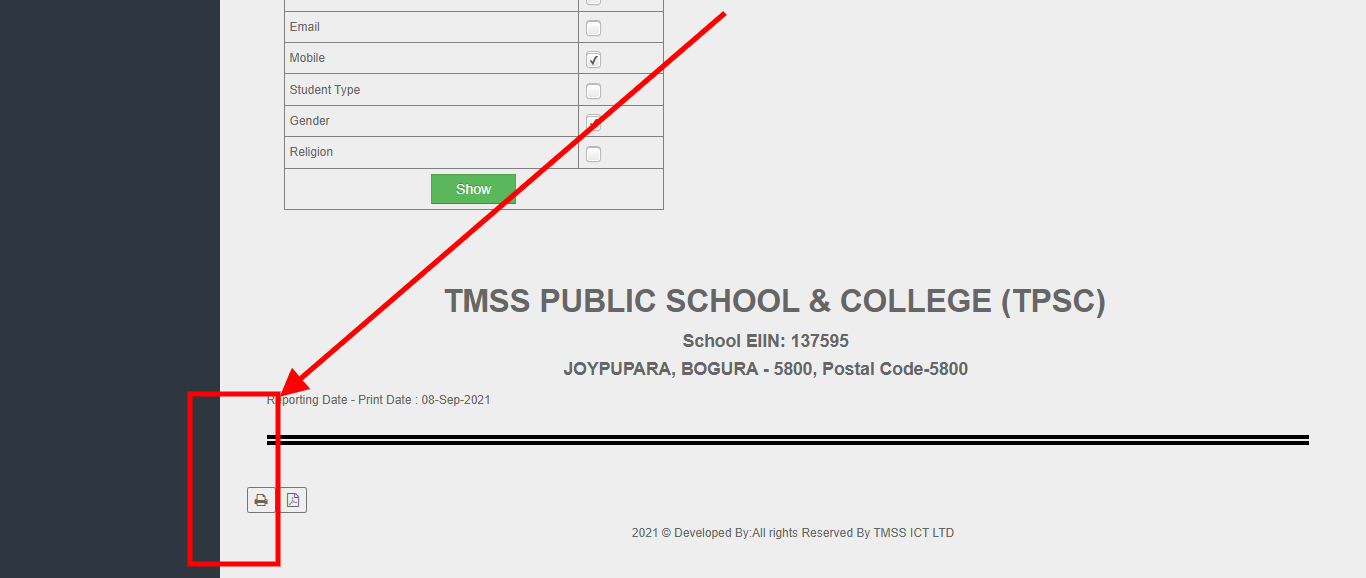 Email
Mobile
Student Type
Gender
Religion
Show
TMSS PUBLIC SCHOOL & COLLEGE (TPSC)
School EIIN: 137595
JOYPUPARA, BOGURA - 5800, Postal Code-5800
Reporting Date - Print Date : 08-Sep-2021
2021 © Developed By:All rights Reserved By TMSS ICT LTD